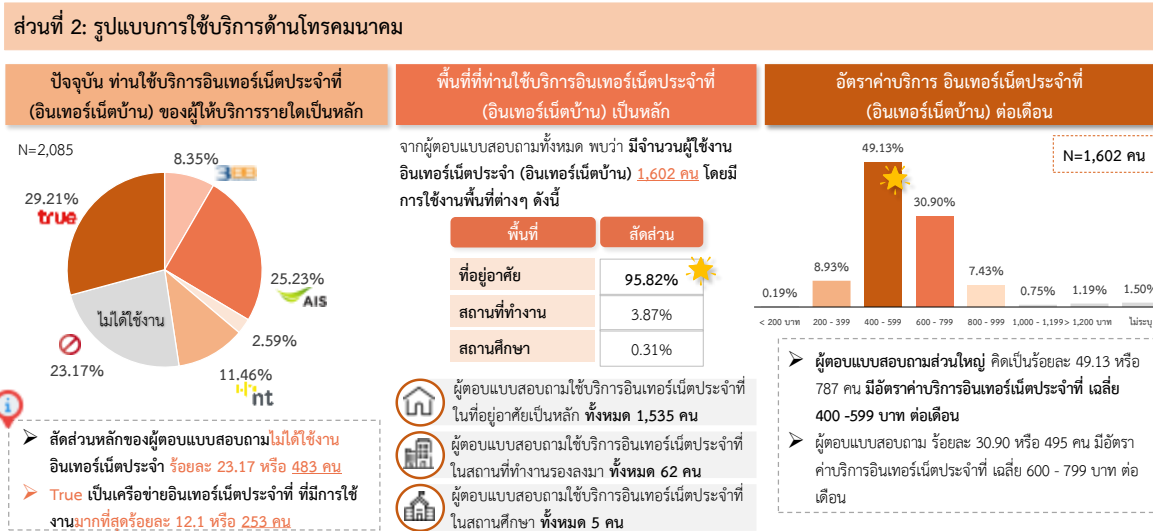 ส่วนที่ 2: รูปแบบการใช้บริการด้านโทรคมนาคม
ปัจจุบัน ท่านใช้บริการอินเทอร์เน็ตประจำที่
(อินเทอร์เน็ตบ้าน) ของผู้ให้บริการรายใดเป็นหลัก
N=2,085
8.35%
3BB
29.21%
true
25.23%
AIS
ไม่ได้ใช้งาน
2.59%
23.17%
11.46%
nt
➢ สัดส่วนหลักของผู้ตอบแบบสอบถามไม่ได้ใช้งาน
อินเทอร์เน็ตประจำ ร้อยละ 23.17 หรือ 483 คน
➢ True เป็นเครือข่ายอินเทอร์เน็ตประจำที่ ที่มีการใช้
งานมากที่สุดร้อยละ 12.1 หรือ 253 คน
พื้นที่ที่ท่านใช้บริการอินเทอร์เน็ตประจำที่
(อินเทอร์เน็ตบ้าน) เป็นหลัก
จากผู้ตอบแบบสอบถามทั้งหมด พบว่า มีจำนวนผู้ใช้งาน
อินเทอร์เน็ตประจำ (อินเทอร์เน็ตบ้าน) 1,602 คน โดยมี
การใช้งานพื้นที่ต่างๆ ดังนี้
พื้นที่ สัดส่วน
ที่อยู่อาศัย 95.82%
สถานที่ทำงาน 3.87%
สถานศึกษา 0.31%
ผู้ตอบแบบสอบถามใช้บริการอินเทอร์เน็ตประจำที่
ในที่อยู่อาศัยเป็นหลัก ทั้งหมด 1,535 คน
ผู้ตอบแบบสอบถามใช้บริการอินเทอร์เน็ตประจำที่
ในสถานที่ทำงานรองลงมา ทั้งหมด 62 คน
ผู้ตอบแบบสอบถามใช้บริการอินเทอร์เน็ตประจำที่
ในสถานศึกษา ทั้งหมด 5 คน
อัตราค่าบริการ อินเทอร์เน็ตประจำที่
(อินเทอร์เน็ตบ้าน) ต่อเดือน
N=1,602 คน
0.19% 8.93% 49.13% 30.90% 7.43% 0.75% 1.19% 1.50%
< 200 บาท 200 - 399 400 - 599 600 - 799 800 - 999 1,000 - 1,199 > 1,200 บาท ไม่ระบุ
➢ ผู้ตอบแบบสอบถามส่วนใหญ่ คิดเป็นร้อยละ 49.13 หรือ
787 คน มีอัตราค่าบริการอินเทอร์เน็ตประจำที่ เฉลี่ย
400 -599 บาท ต่อเดือน
➢ ผู้ตอบแบบสอบถาม ร้อยละ 30.90 หรือ 495 คน มีอัตรา
ค่าบริการอินเทอร์เน็ตประจำที่ เฉลี่ย 600 - 799 บาท ต่อ
เดือน